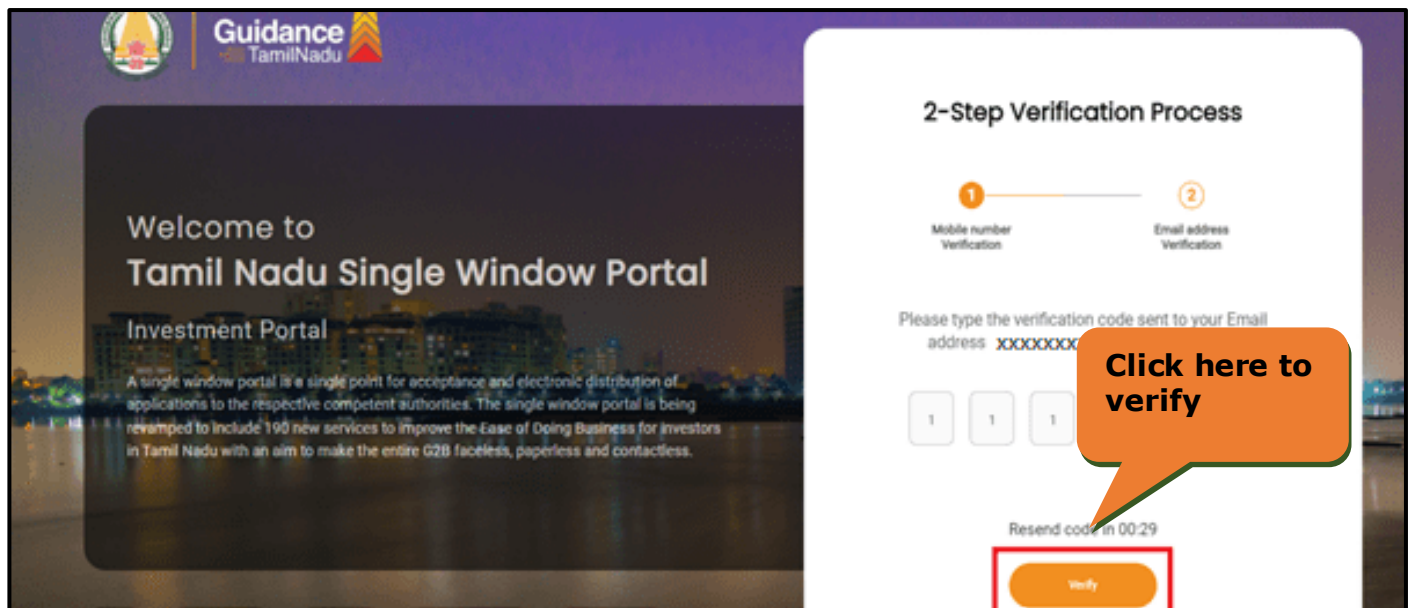 Guidance
TamilNadu
Welcome to
Tamil Nadu Single Window Portal
Investment Portal
A single window portal is a single point for acceptance and electronic distribution of
applications to the respective competent authorities. The single window portal is being
revamped to include 190 new services to improve the Ease of Doing Business for investors
in Tamil Nadu with an aim to make the entire G2B faceless, paperless and contactless.
2-Step Verification Process
1
2
Mobile number
Verification
Email address
Verification
Please type the verification code sent to your Email
address xxxxxxxx
Click here to
verify
1 1 1
Resend code in 00:29
Verify